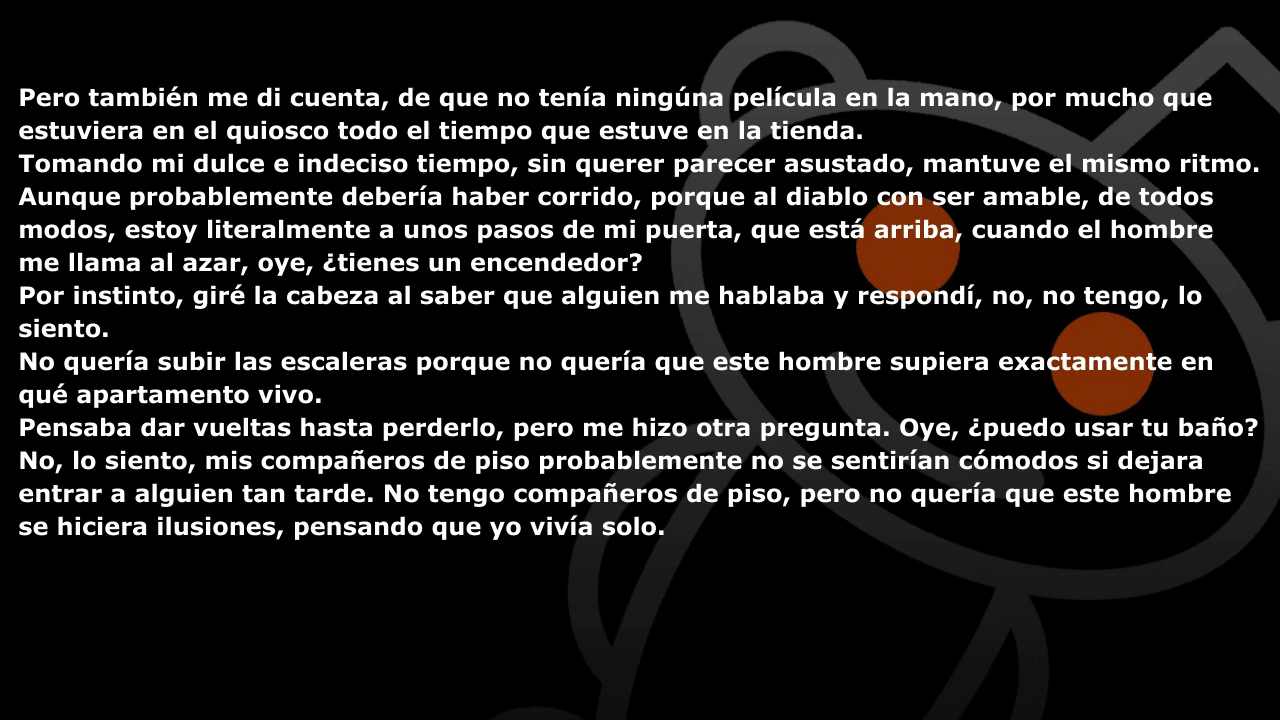 Pero también me di cuenta, de que no tenía ningúna película en la mano, por mucho que
estuviera en el quiosco todo el tiempo que estuve en la tienda.
Tomando mi dulce e indeciso tiempo, sin querer parecer asustado, mantuve el mismo ritmo.
Aunque probablemente debería haber corrido, porque al diablo con ser amable, de todos
modos, estoy literalmente a unos pasos de mi puerta, que está arriba, cuando el hombre
me llama al azar, oye, ¿tienes un encendedor?
Por instinto, giré la cabeza al saber que alguien me hablaba y respondí, no, no tengo, lo
siento.
No quería subir las escaleras porque no quería que este hombre supiera exactamente en
qué apartamento vivo.
Pensaba dar vueltas hasta perderlo, pero me hizo otra pregunta. Oye, ¿puedo usar tu baño?
No, lo siento, mis compañeros de piso probablemente no se sentirían cómodos si dejara
entrar a alguien tan tarde. No tengo compañeros de piso, pero no quería que este hombre
se hiciera ilusiones, pensando que yo vivía solo.